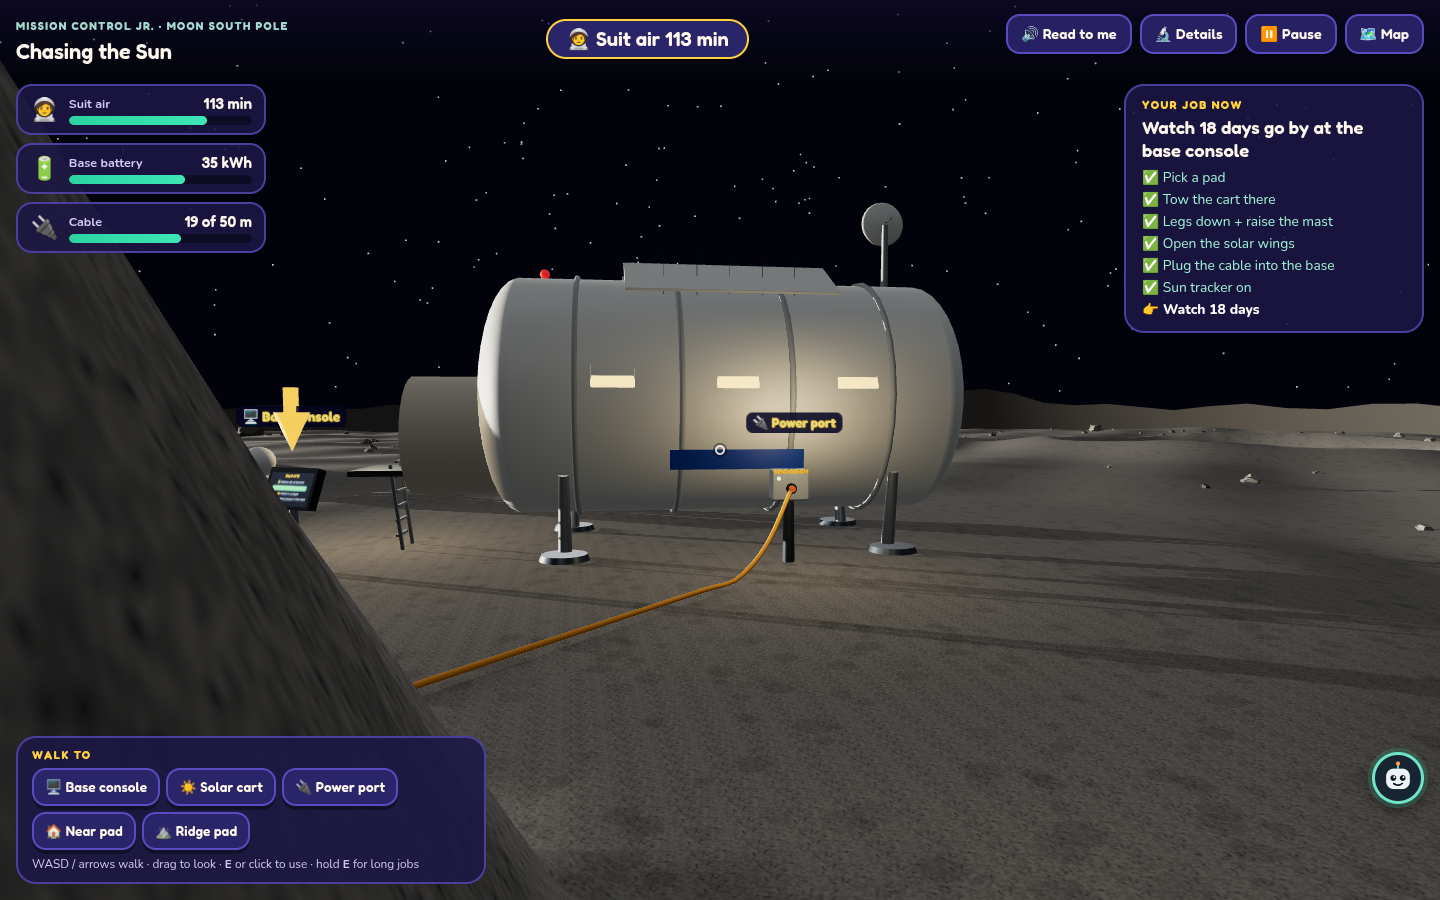 MISSION CONTROL JR. · MOON SOUTH POLE
Chasing the Sun
Suit air 113 min
Read to me
Details
Pause
Map
Suit air 113 min
Base battery 35 kWh
Cable 19 of 50 m
YOUR JOB NOW
Watch 18 days go by at the
base console
Pick a pad
Tow the cart there
Legs down + raise the mast
Open the solar wings
Plug the cable into the base
Sun tracker on
Watch 18 days
Power port
WALK TO
Base console
Solar cart
Power port
Near pad
Ridge pad
WASD / arrows walk · drag to look · E or click to use · hold E for long jobs